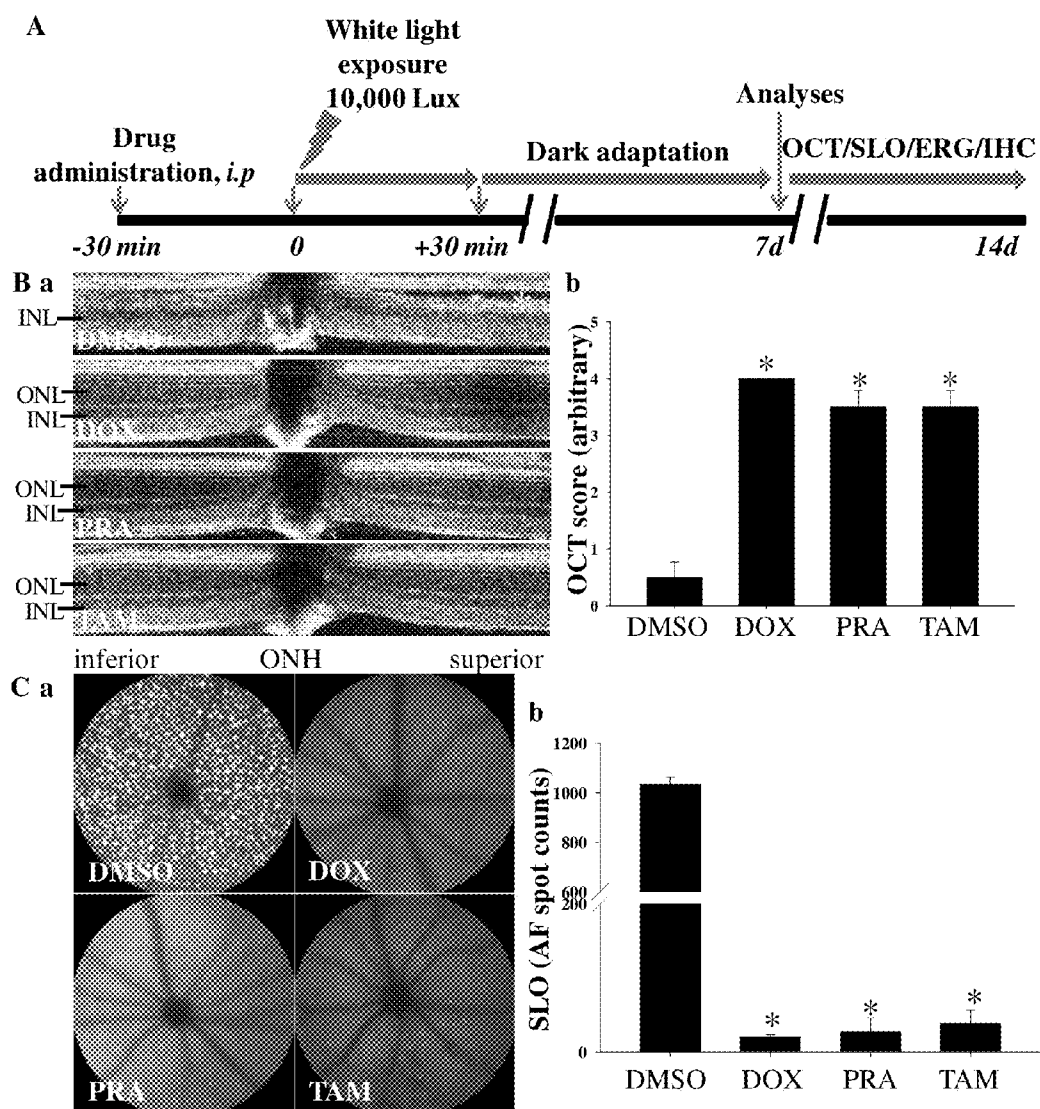 A
White light
exposure
10,000 Lux
Drug
administration, i.p
Dark adaptation
Analyses
OCT/SLO/ERG/IHC
-30 min
0
+30 min
7d
14d
B a
INL
DMSO
ONL
INL
DOX
ONL
INL
PRA
ONL
INL
TAM
inferior ONH superior
b
OCT score (arbitrary)
5
4
3
2
1
0
* * *
DMSO DOX PRA TAM
C a
DMSO DOX
PRA TAM
b
SLO (AF spot counts)
1200
1000
800
600
200
0
* * *
DMSO DOX PRA TAM